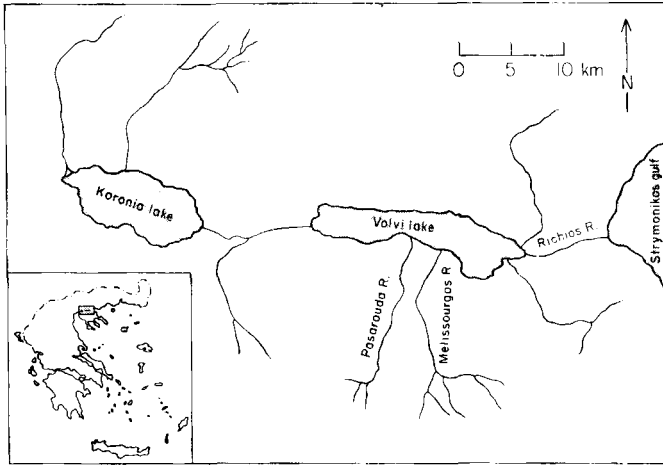 0 5 10 km
N
Koronia lake
Volvi lake
Richios R.
Strymonikos gulf
Pasarouda R.
Melissourgos R